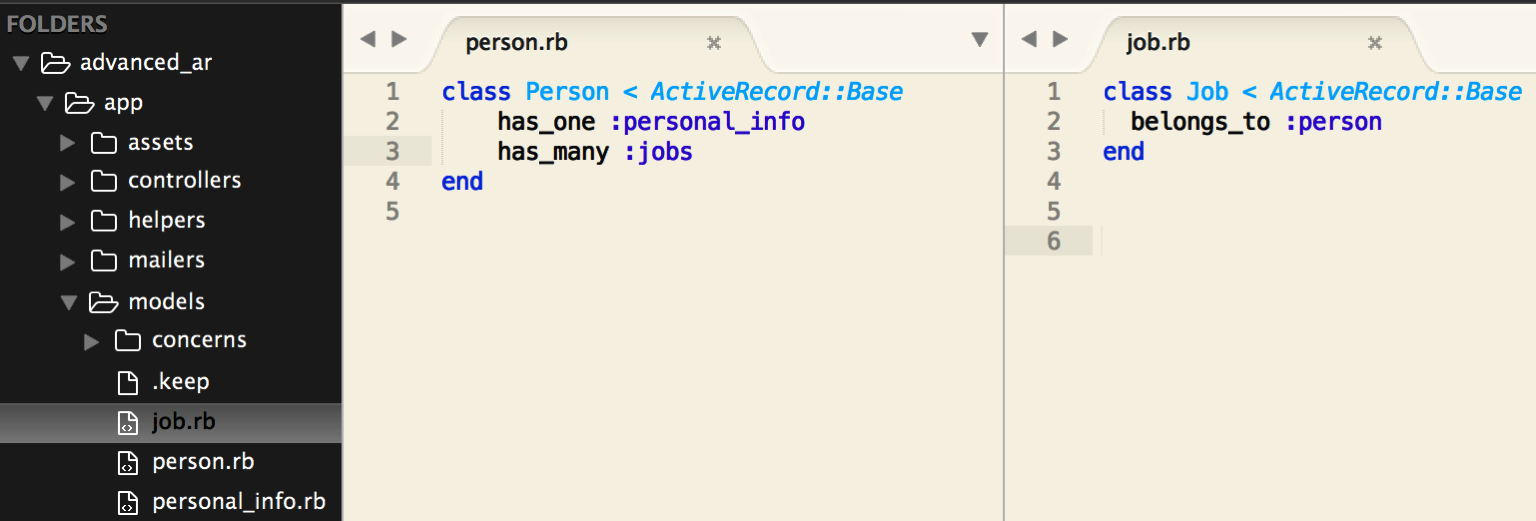 FOLDERS
advanced_ar
app
assets
controllers
helpers
mailers
models
concerns
.keep
job.rb
person.rb
personal_info.rb
person.rb
1 class Person < ActiveRecord::Base
2 has_one :personal_info
3 has_many :jobs
4 end
5
job.rb
1 class Job < ActiveRecord::Base
2 belongs_to :person
3 end
4
5
6